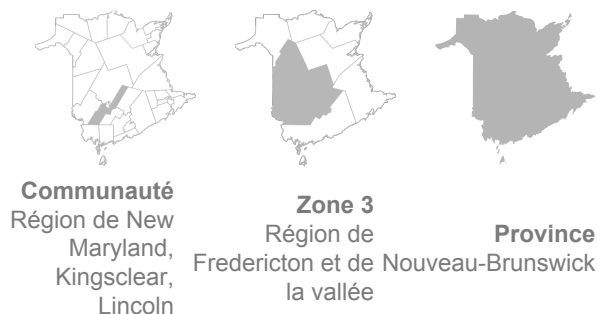 Communauté
Région de New
Maryland,
Kingsclear,
Lincoln
Zone 3
Région de
Fredericton et de
la vallée
Province
Nouveau-Brunswick